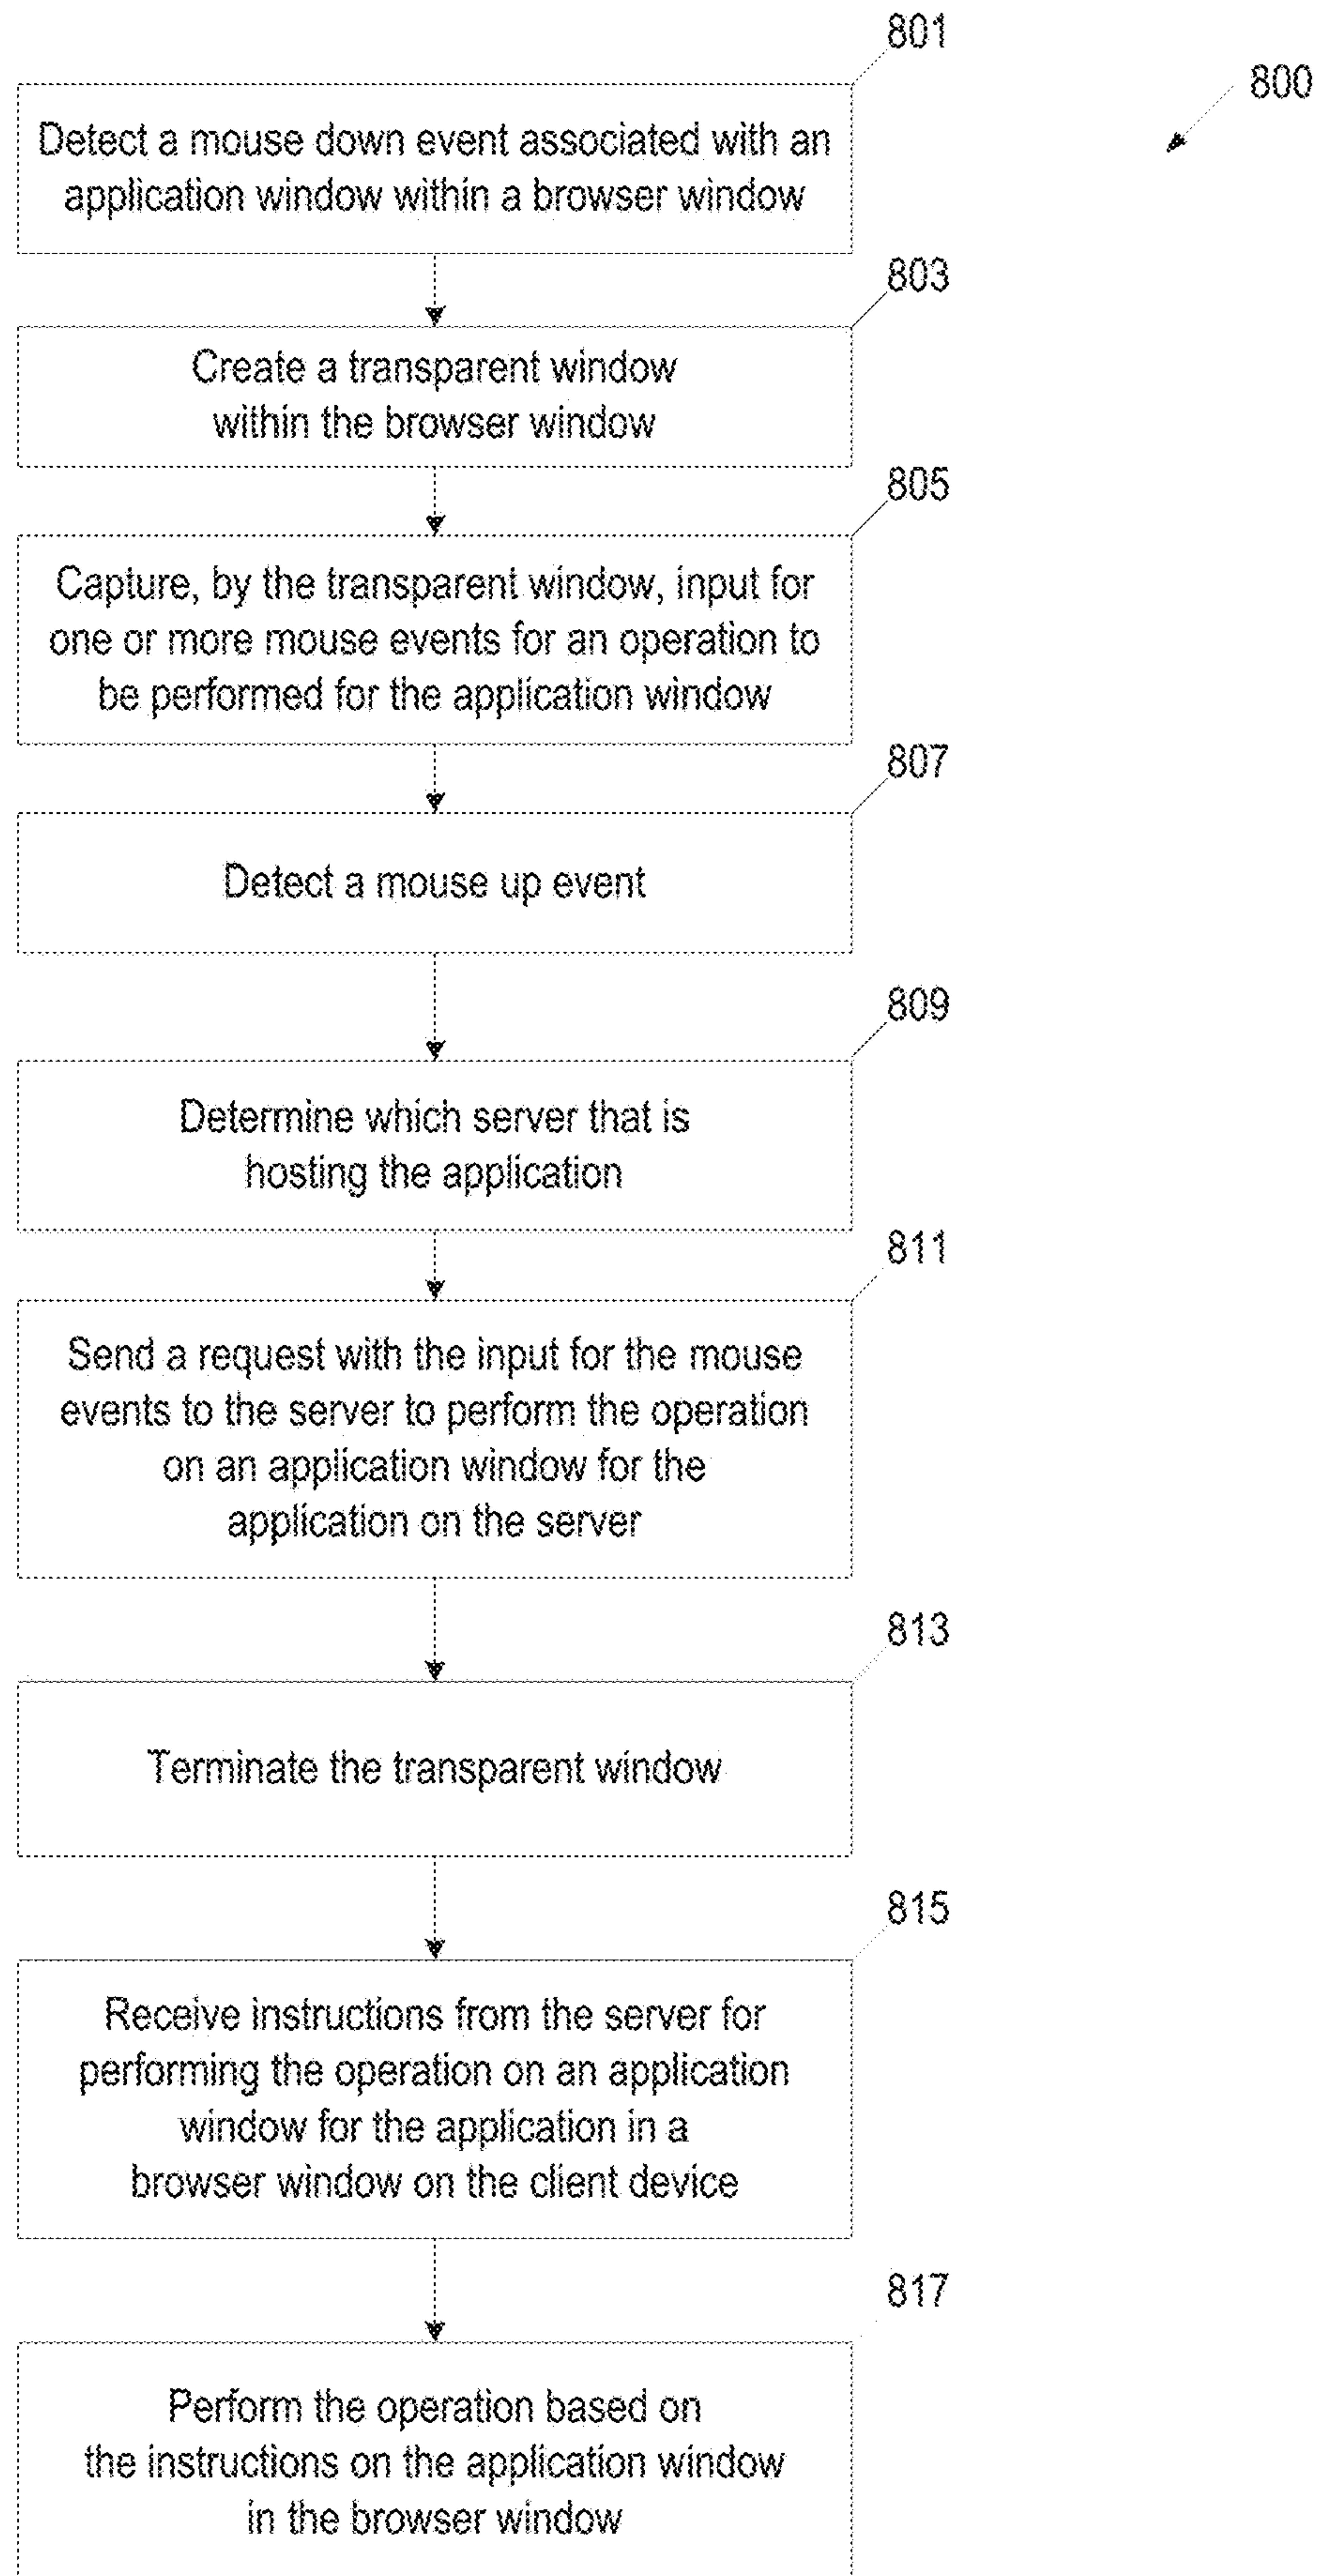 801
800
Detect a mouse down event associated with an
application window within a browser window
803
Create a transparent window
within the browser window
805
Capture, by the transparent window, input for
one or more mouse events for an operation to
be performed for the application window
807
Detect a mouse up event
809
Determine which server that is
hosting the application
811
Send a request with the input for the mouse
events to the server to perform the operation
on an application window for the
application on the server
813
Terminate the transparent window
815
Receive instructions from the server for
performing the operation on an application
window for the application in a
browser window on the client device
817
Perform the operation based on
the instructions on the application window
in the browser window